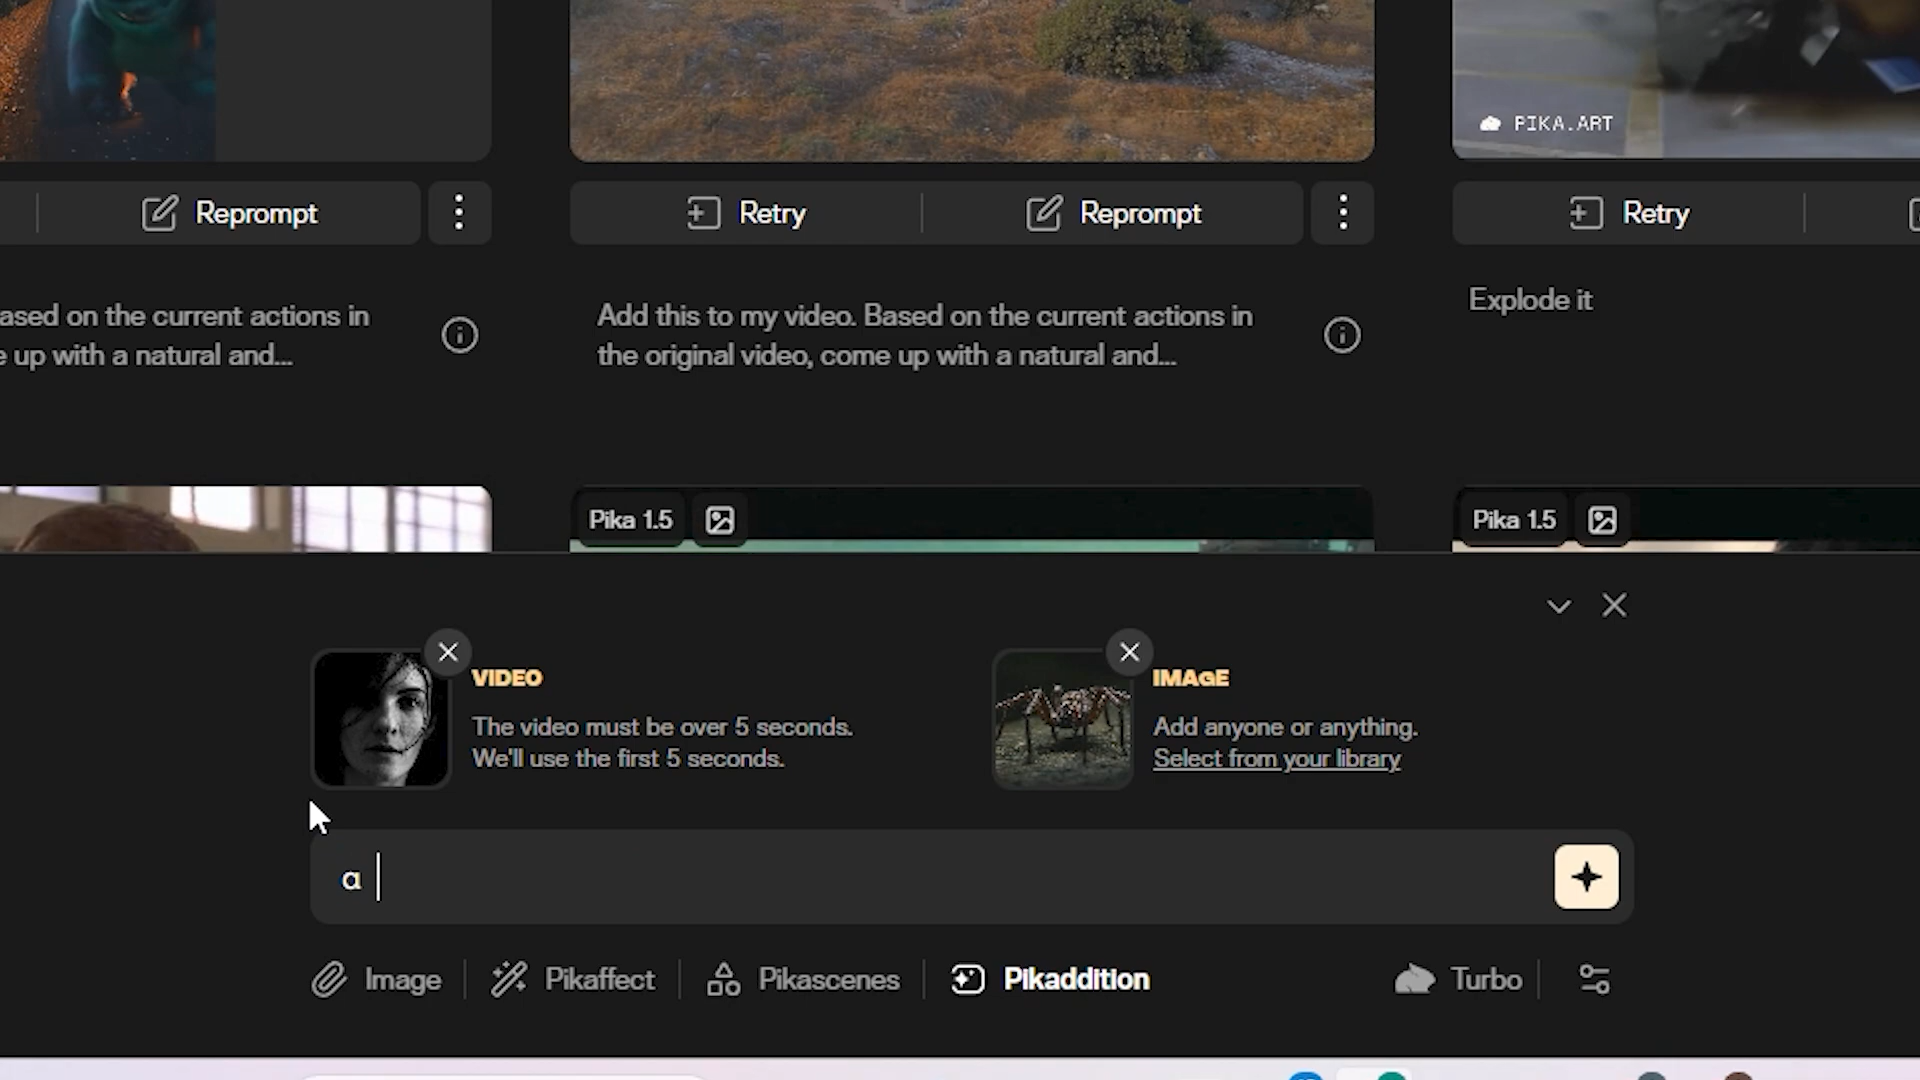 PIKA.ART
Reprompt
Retry
Reprompt
Retry
ased on the current actions in
e up with a natural and...
Add this to my video. Based on the current actions in
the original video, come up with a natural and...
Explode it
Pika 1.5
Pika 1.5
VIDEO
The video must be over 5 seconds.
We'll use the first 5 seconds.
IMAGE
Add anyone or anything.
Select from your library
a
Image
Pikaffect
Pikascenes
Pikaddition
Turbo